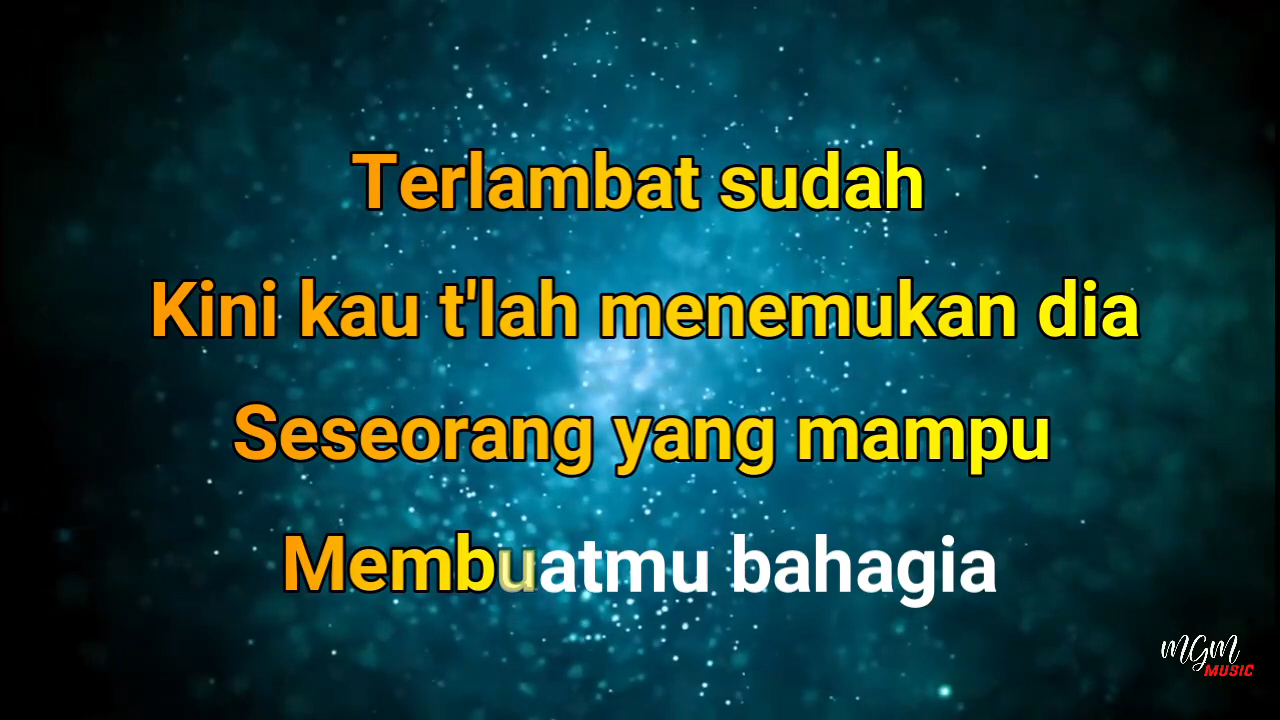 Terlambat sudah
Kini kau t'lah menemukan dia
Seseorang yang mampu
Membuatmu bahagia
MGM
MUSIC